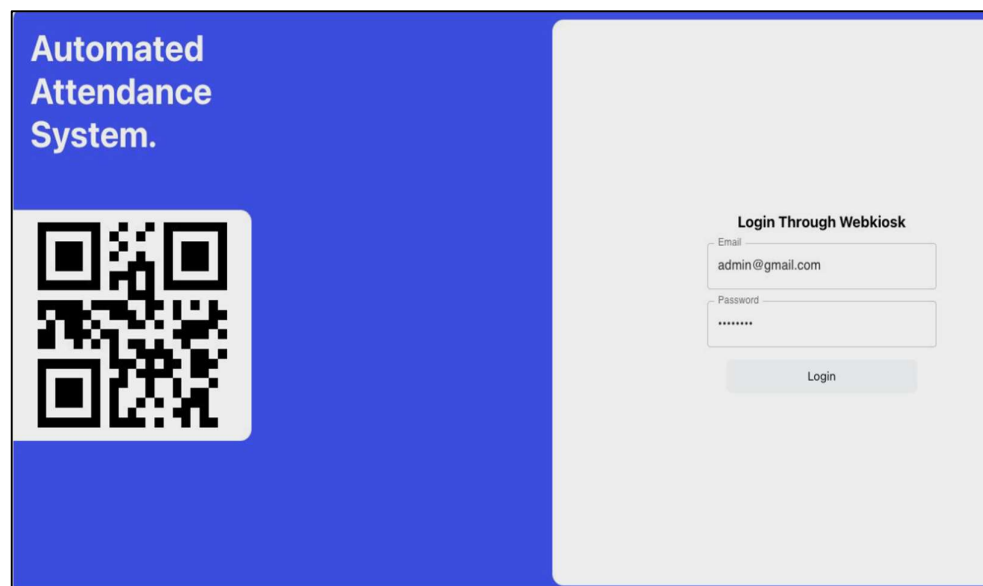 Automated
Attendance
System.
Login Through Webkiosk
Email
admin@gmail.com
Password
••••••••
Login